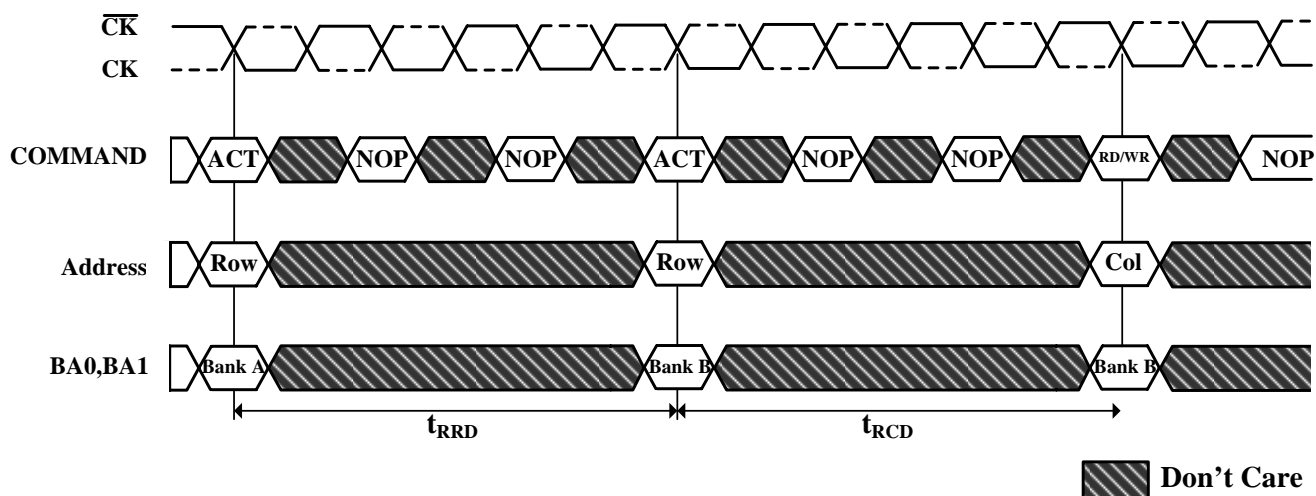 CK
CK
COMMAND ACT NOP NOP ACT NOP NOP RD/WR NOP
Address Row Row Col
BA0,BA1 Bank A Bank B Bank B
tRRD tRCD
Don't Care